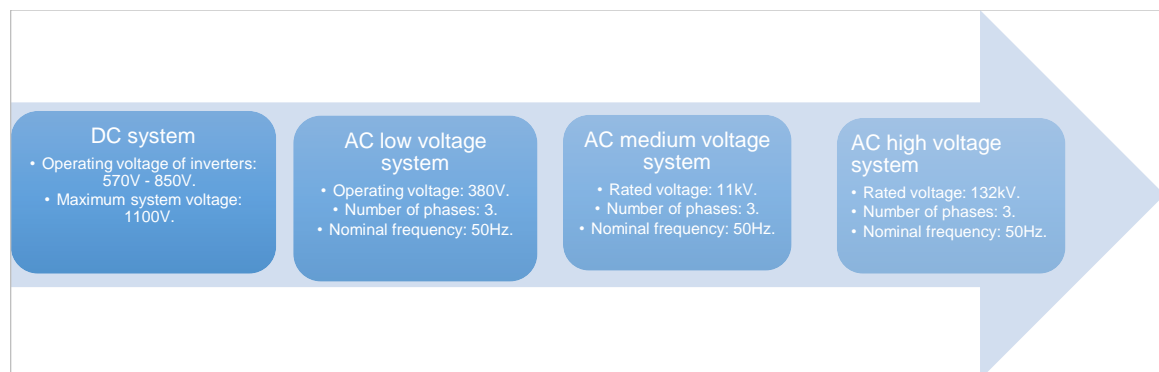 DC system
• Operating voltage of inverters:
570V - 850V.
• Maximum system voltage:
1100V.
AC low voltage
system
• Operating voltage: 380V.
• Number of phases: 3.
• Nominal frequency: 50Hz.
AC medium voltage
system
• Rated voltage: 11kV.
• Number of phases: 3.
• Nominal frequency: 50Hz.
AC high voltage
system
• Rated voltage: 132kV.
• Number of phases: 3.
• Nominal frequency: 50Hz.